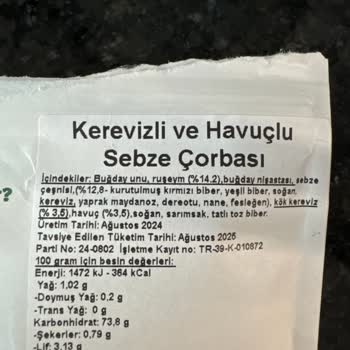 Kerevizli ve Havuçlu
Sebze Çorbası
İçindekiler: Buğday unu, ruşeym (%14.2),buğday nişastası, sebze
çeşnisi,(%12,8- kurutulmuş kırmızı biber, yeşil biber, soğan,
kereviz, yaprak maydanoz, dereotu, nane, fesleğen), kök kereviz
(% 3,5),havuç (%3,5),soğan, sarımsak, tatlı toz biber.
Üretim Tarihi: Ağustos 2024
Tavsiye Edilen Tüketim Tarihi: Ağustos 2025
Parti No: 24-0802 İşletme Kayıt no: TR-39-K-010872
100 gram için besin değerleri:
Enerji: 1472 kJ - 364 kCal
Yağ: 1,02 g
-Doymuş Yağ: 0,2 g
-Trans Yağ: 0 g
Karbonhidrat: 73,8 g
-Şekerler: 0,79 g
-Lif: 3,13 g